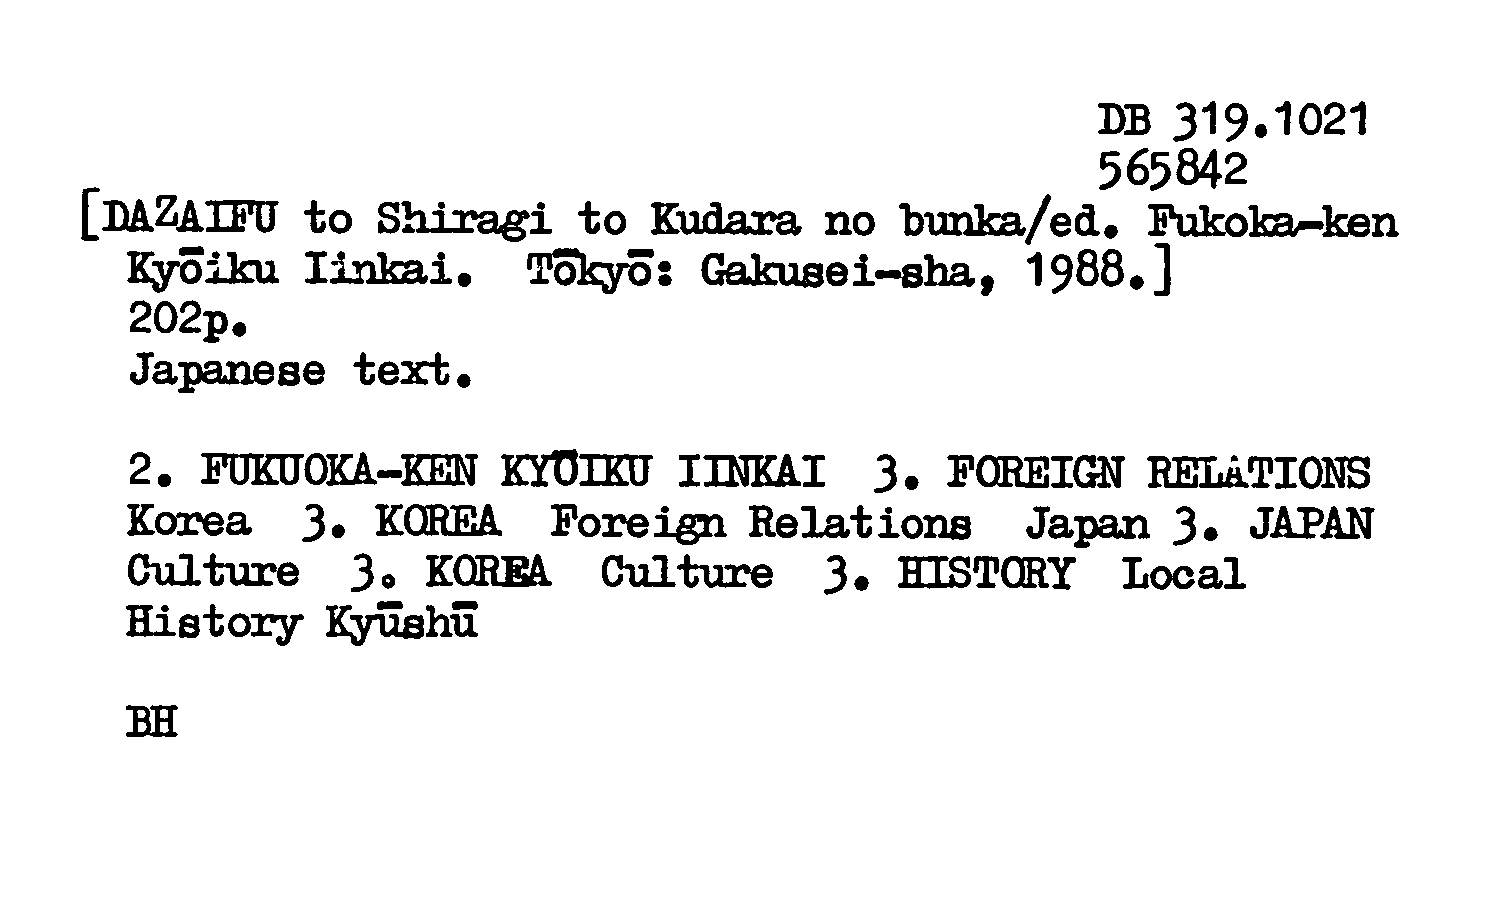 DB 319.1021
565842
[DAZAIFU to Shiragi to Kudara no bunka/ed. Fukoka-ken
Kyōiku Iinkai. Tōkyō: Gakusei-sha, 1988.]
202p.
Japanese text.
2. FUKUOKA-KEN KYŌIKU IINKAI 3. FOREIGN RELATIONS
Korea 3. KOREA Foreign Relations Japan 3. JAPAN
Culture 3. KOREA Culture 3. HISTORY Local
History Kyūshū
BH